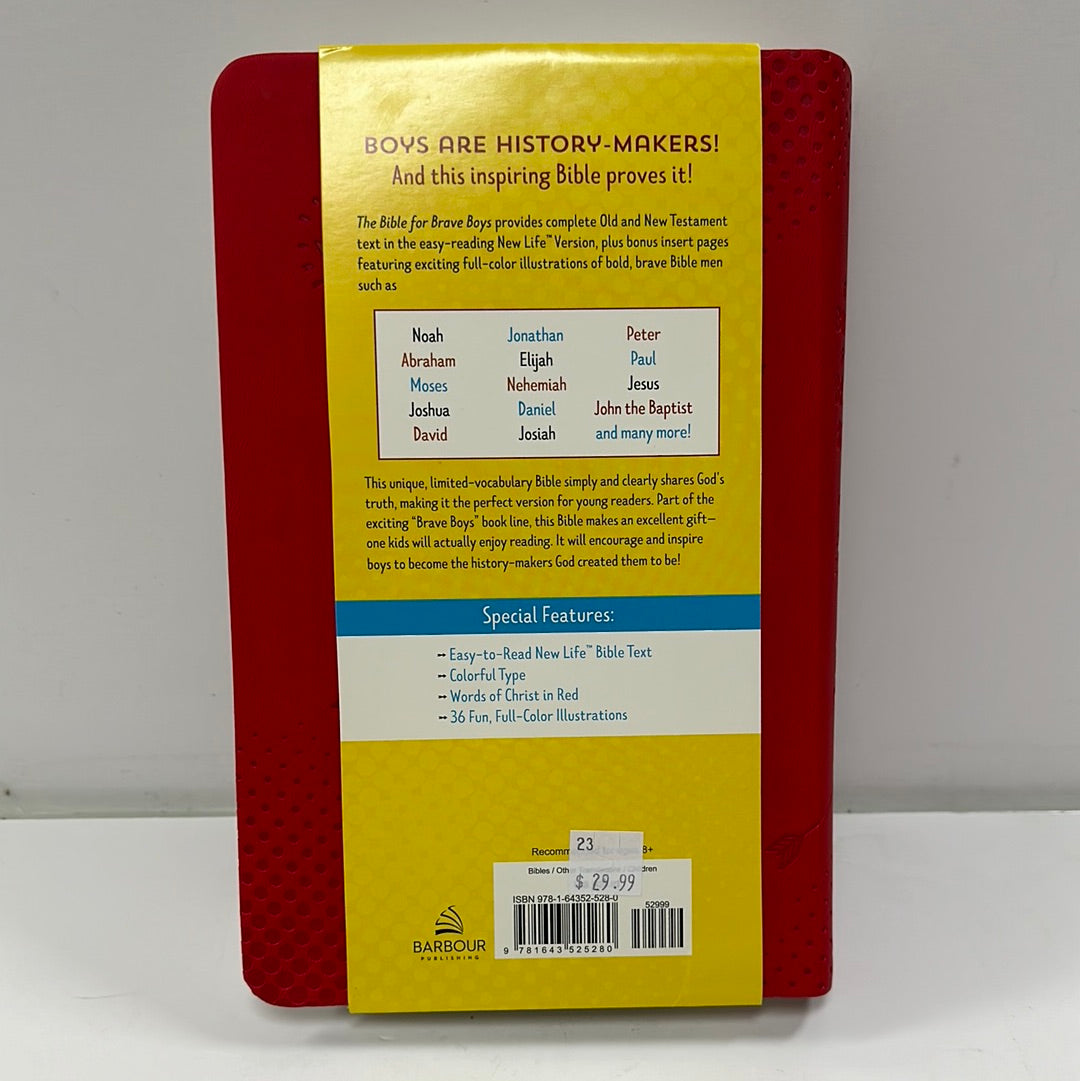 BOYS ARE HISTORY-MAKERS!
And this inspiring Bible proves it!
The Bible for Brave Boys provides complete Old and New Testament
text in the easy-reading New Life™ Version, plus bonus insert pages
featuring exciting full-color illustrations of bold, brave Bible men
such as
Noah Jonathan Peter
Abraham Elijah Paul
Moses Nehemiah Jesus
Joshua Daniel John the Baptist
David Josiah and many more!
This unique, limited-vocabulary Bible simply and clearly shares God's
truth, making it the perfect version for young readers. Part of the
exciting "Brave Boys" book line, this Bible makes an excellent gift—
one kids will actually enjoy reading. It will encourage and inspire
boys to become the history-makers God created them to be!
Special Features:
→ Easy-to-Read New Life™ Bible Text
→ Colorful Type
→ Words of Christ in Red
→ 36 Fun, Full-Color Illustrations
23
8+
Bibles /
$ 29.99
ISBN 978-1-64352-528-0
52999
9 781643 525280
BARBOUR
PUBLISHING